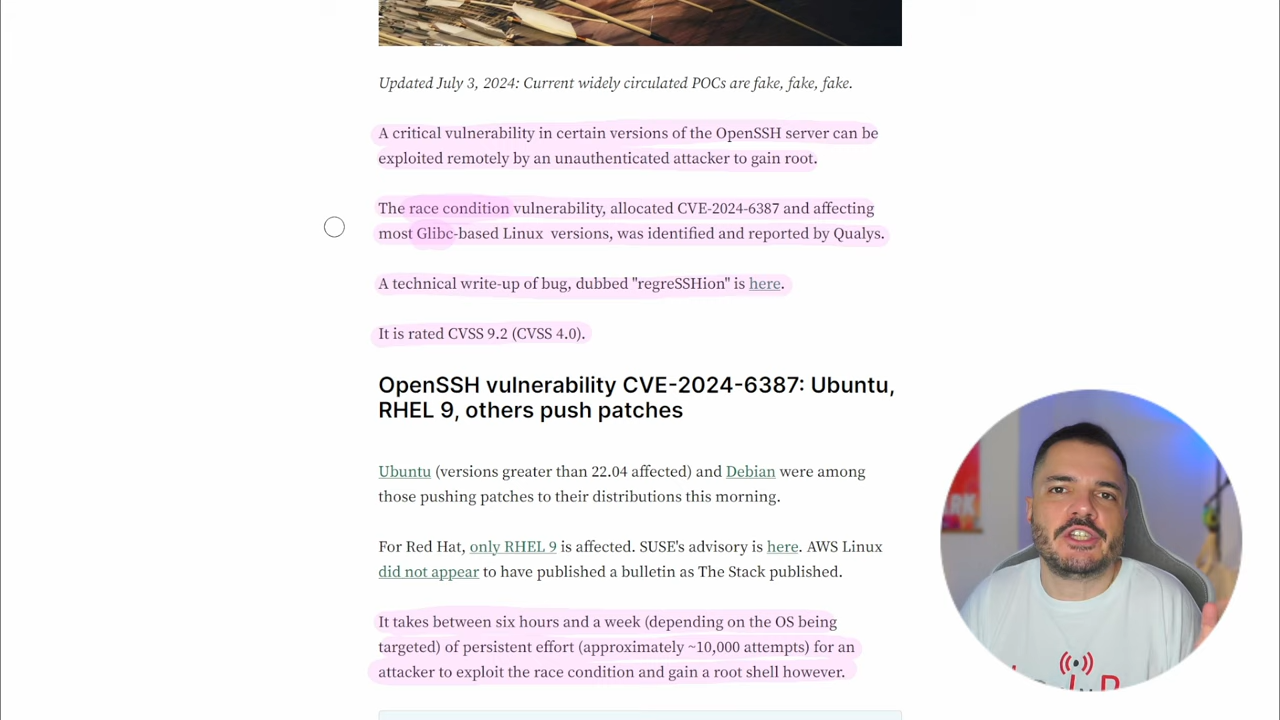 Updated July 3, 2024: Current widely circulated POCs are fake, fake, fake.
A critical vulnerability in certain versions of the OpenSSH server can be
exploited remotely by an unauthenticated attacker to gain root.
The race condition vulnerability, allocated CVE-2024-6387 and affecting
most Glibc-based Linux versions, was identified and reported by Qualys.
A technical write-up of bug, dubbed "regreSSHion" is here.
It is rated CVSS 9.2 (CVSS 4.0).
OpenSSH vulnerability CVE-2024-6387: Ubuntu,
RHEL 9, others push patches
Ubuntu (versions greater than 22.04 affected) and Debian were among
those pushing patches to their distributions this morning.
For Red Hat, only RHEL 9 is affected. SUSE's advisory is here. AWS Linux
did not appear to have published a bulletin as The Stack published.
It takes between six hours and a week (depending on the OS being
targeted) of persistent effort (approximately ~10,000 attempts) for an
attacker to exploit the race condition and gain a root shell however.